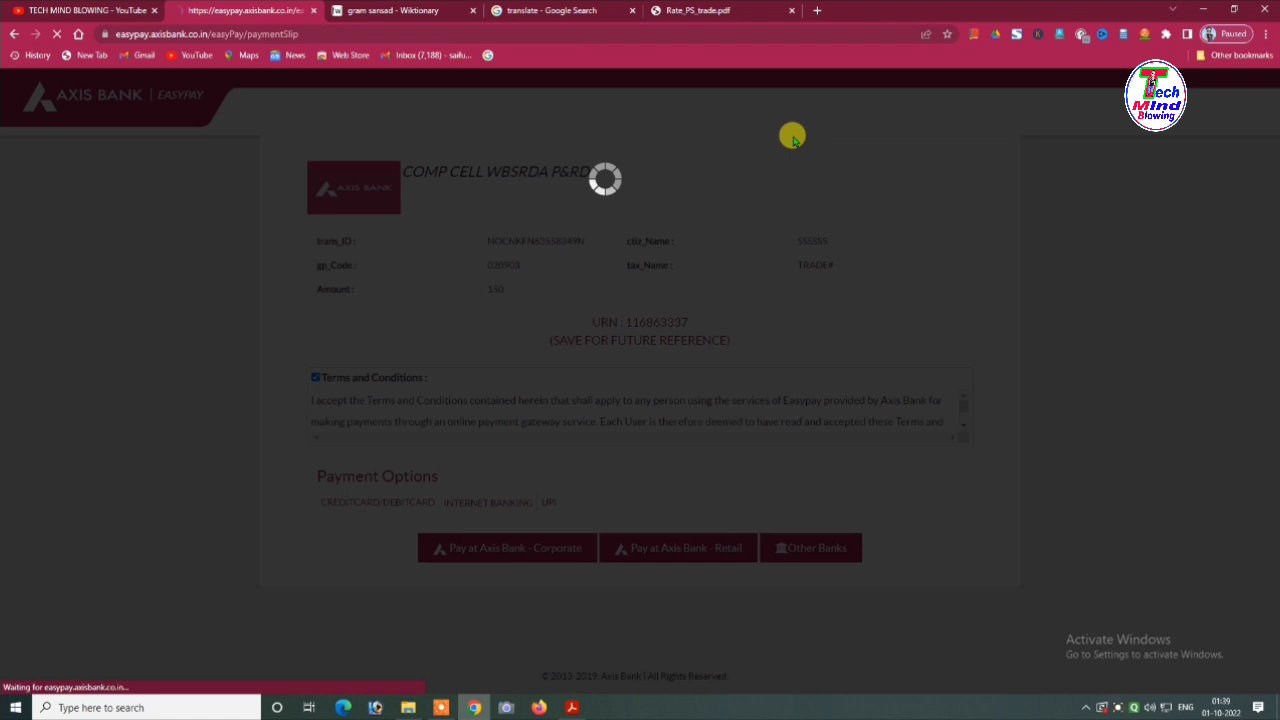 TECH MIND BLOWING - YouTube
https://easypay.axisbank.co.in/ea
gram sansad - Wiktionary
translate - Google Search
Rate_PS_trade.pdf
easypay.axisbank.co.in/easyPay/paymentSlip
Paused
History
New Tab
Gmail
YouTube
Maps
News
Web Store
Inbox (7,188) - saifu...
Other bookmarks
AXIS BANK | EASYPAY
Tech
Mind
Blowing
AXIS BANK
COMP CELL WBSRDA P&RD
trans_ID : NOCNKFN65558549N ctiz_Name : SSSSSS
gp_Code : 020903 tax_Name : TRADE#
Amount : 150
URN : 116863337
(SAVE FOR FUTURE REFERENCE)
Terms and Conditions :
I accept the Terms and Conditions contained herein that shall apply to any person using the services of Easypay provided by Axis Bank for
making payments through an online payment gateway service. Each User is therefore deemed to have read and accepted these Terms and
Payment Options
CREDITCARD/DEBITCARD INTERNET BANKING UPI
Pay at Axis Bank - Corporate
Pay at Axis Bank - Retail
Other Banks
Activate Windows
Go to Settings to activate Windows.
© 2013-2019, Axis Bank | All Rights Reserved.
Waiting for easypay.axisbank.co.in...
Type here to search
ENG
01:39
01-10-2022